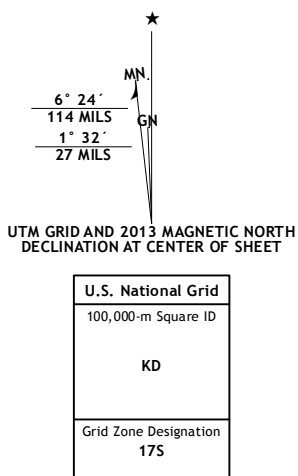 ★
MN.
6° 24´
114 MILS
GN
1° 32´
27 MILS
UTM GRID AND 2013 MAGNETIC NORTH
DECLINATION AT CENTER OF SHEET
U.S. National Grid
100,000-m Square ID
KD
Grid Zone Designation
17S